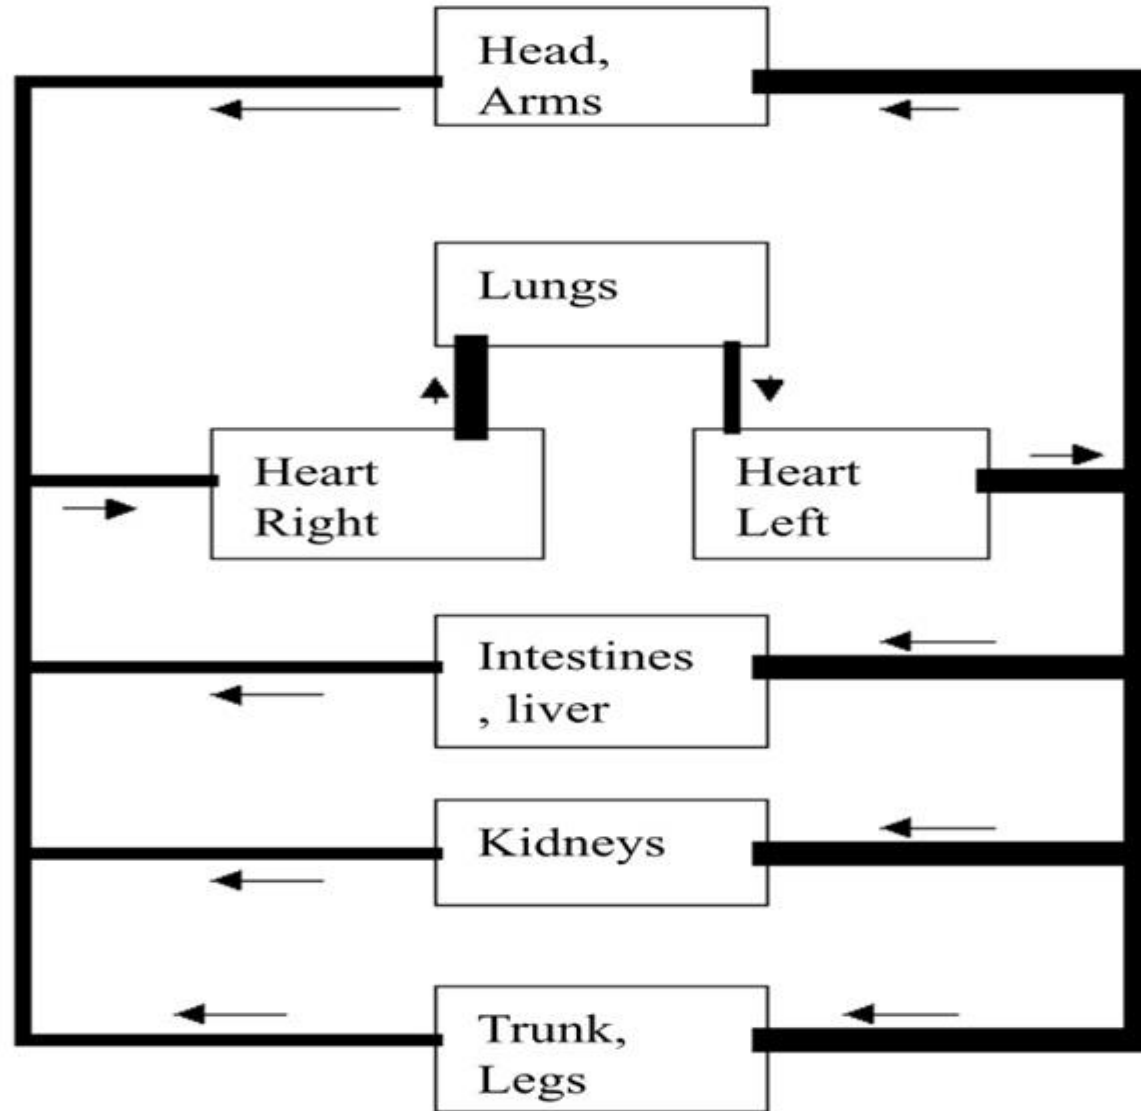 Head,
Arms
Lungs
Heart
Right
Heart
Left
Intestines
, liver
Kidneys
Trunk,
Legs